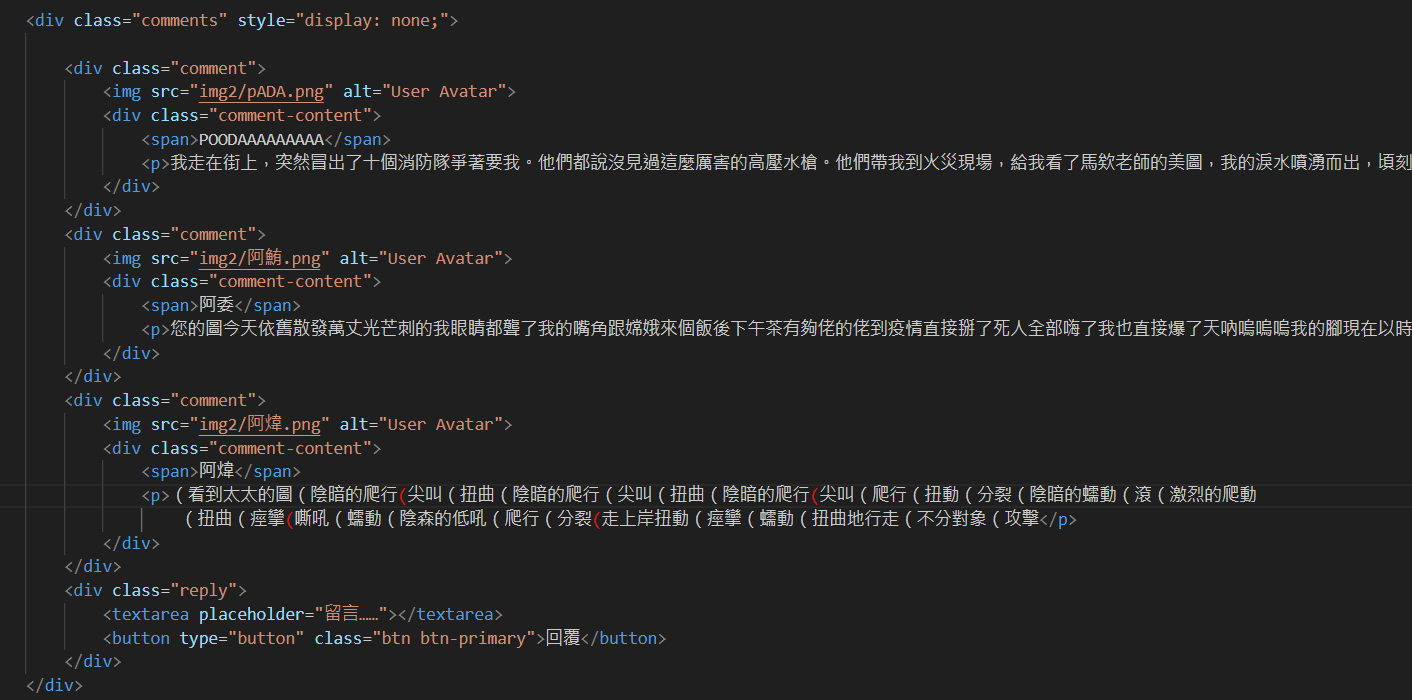 <div class="comments" style="display: none;">
<div class="comment">
<img src="img2/pADA.png" alt="User Avatar">
<div class="comment-content">
<span>POODAAAAAAAAA</span>
<p>我走在街上，突然冒出了十個消防隊爭著要我。他們都說沒見過這麼厲害的高壓水槍。他們帶我到火災現場，給我看了馬欸老師的美圖，我的淚水噴湧而出，頃刻
</div>
</div>
<div class="comment">
<img src="img2/阿鮪.png" alt="User Avatar">
<div class="comment-content">
<span>阿委</span>
<p>您的圖今天依舊散發萬丈光芒刺的我眼睛都聾了我的嘴角跟嫦娥來個飯後下午茶有夠佬的佬到疫情直接掰了死人全部嗨了我也直接爆了天吶嗚嗚嗚我的腳現在以時
</div>
</div>
<div class="comment">
<img src="img2/阿煒.png" alt="User Avatar">
<div class="comment-content">
<span>阿煒</span>
<p>（看到太太的圖（陰暗的爬行(尖叫（扭曲（陰暗的爬行（尖叫（扭曲（陰暗的爬行(尖叫（爬行（扭動（分裂（陰暗的蠕動（滾（激烈的爬動
（扭曲（痙攣(嘶吼（蠕動（陰森的低吼（爬行（分裂(走上岸扭動（痙攣（蠕動（扭曲地行走（不分對象（攻擊</p>
</div>
</div>
<div class="reply">
<textarea placeholder="留言……"></textarea>
<button type="button" class="btn btn-primary">回覆</button>
</div>
</div>